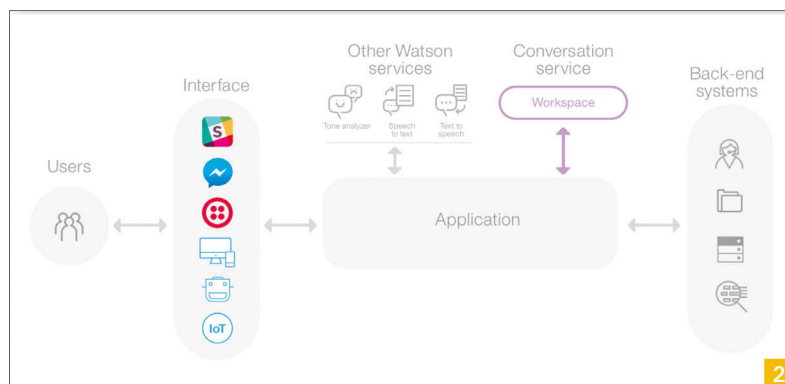 Users
Interface
S
IoT
Other Watson
services
Tone analyzer
Speech
to text
Text to
speech
Conversation
service
Workspace
Application
Back-end
systems
2